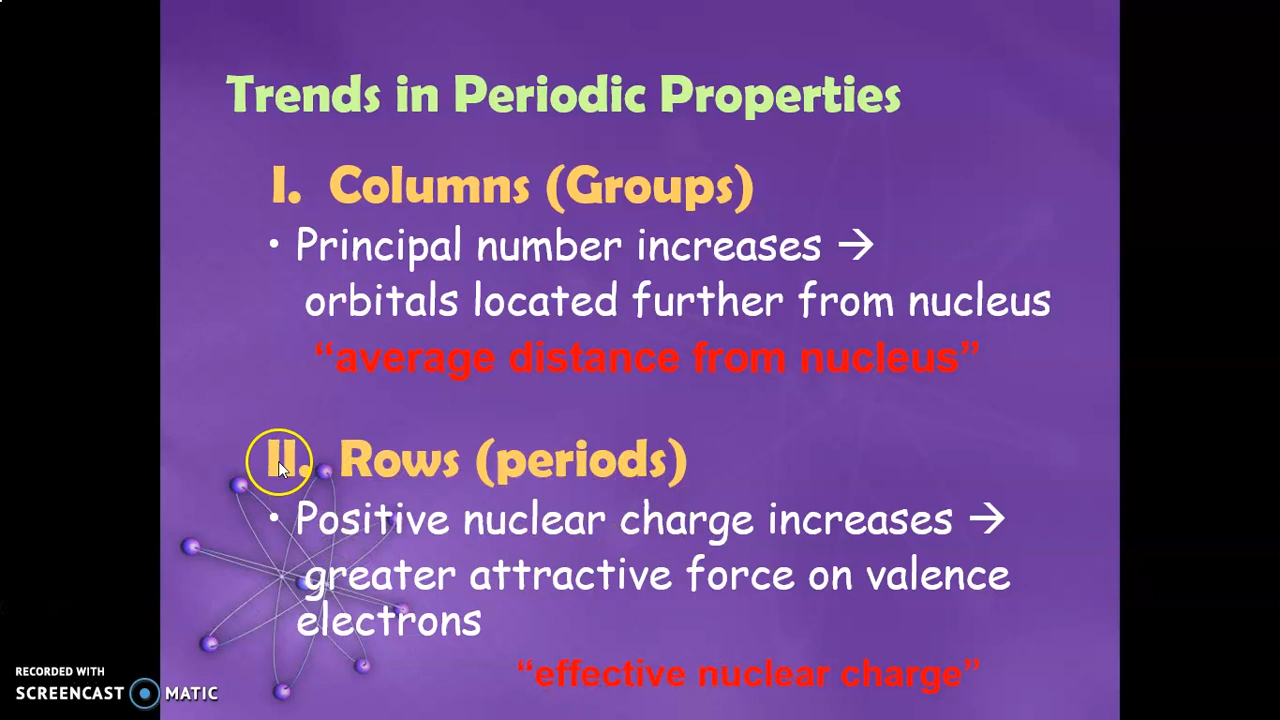 Trends in Periodic Properties
I. Columns (Groups)
• Principal number increases →
orbitals located further from nucleus
“average distance from nucleus”
II. Rows (periods)
• Positive nuclear charge increases →
greater attractive force on valence
electrons
“effective nuclear charge”
RECORDED WITH
SCREENCAST MATIC